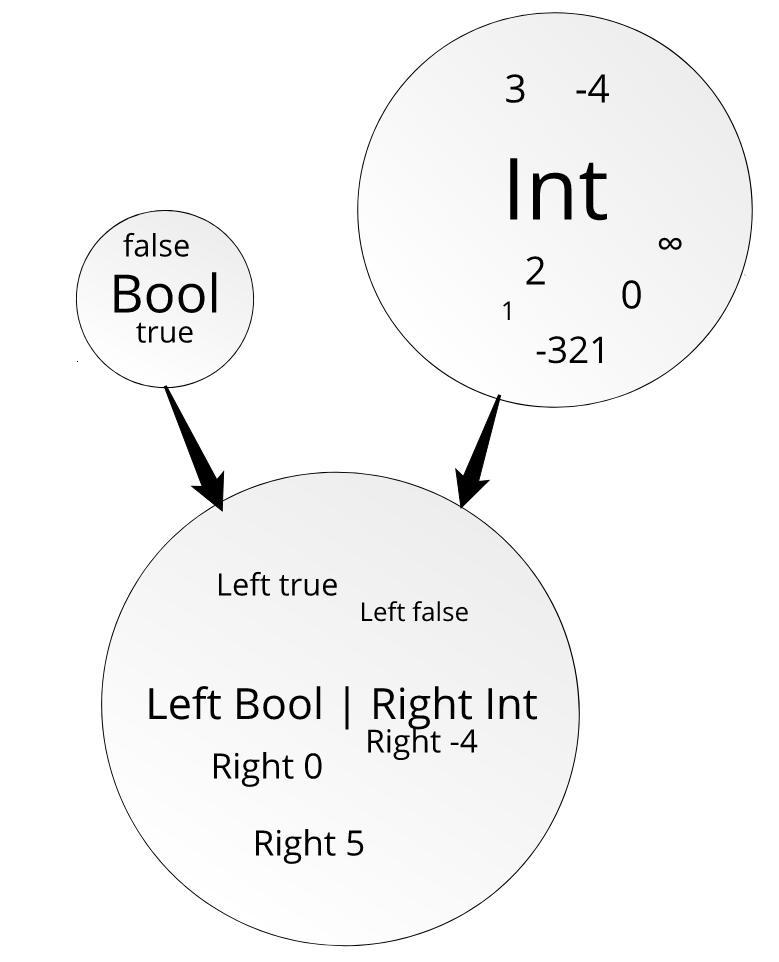 3 -4
Int
∞
2
0
1
-321
false
Bool
true
Left true
Left false
Left Bool | Right Int
Right -4
Right 0
Right 5